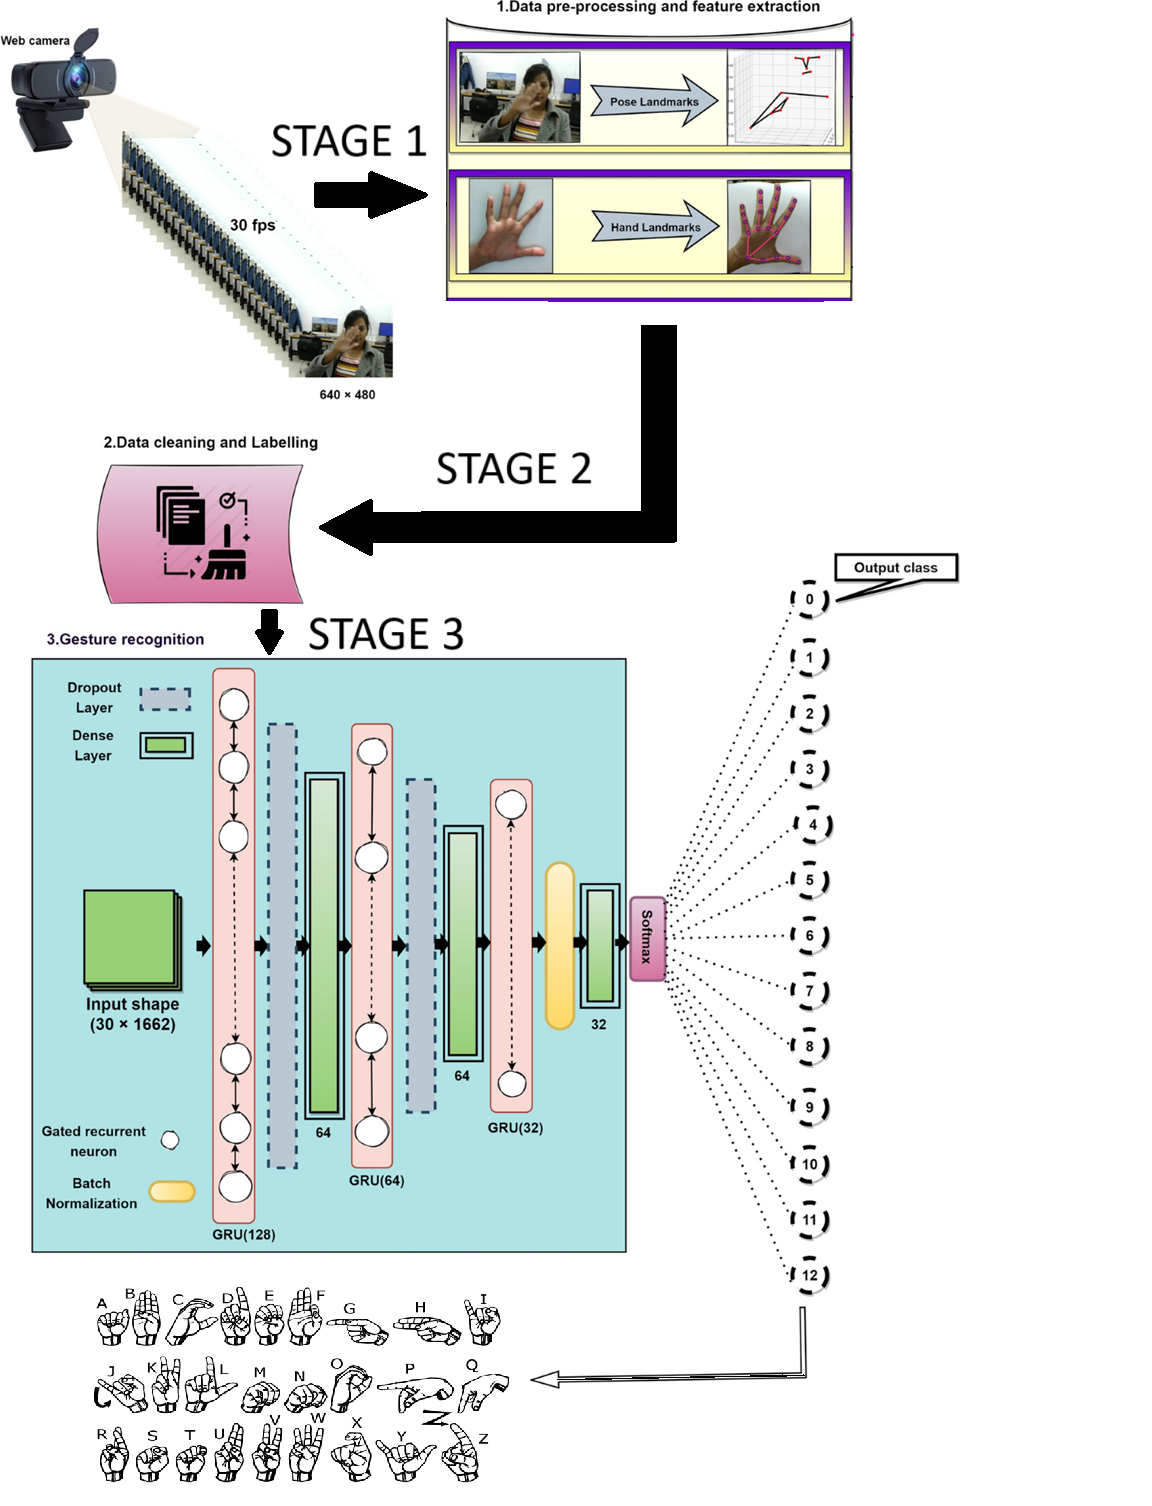 1.Data pre-processing and feature extraction
Web camera
Pose Landmarks
STAGE 1
30 fps
Hand Landmarks
640 × 480
2.Data cleaning and Labelling
STAGE 2
Output class
0
3.Gesture recognition
STAGE 3
1
Dropout
Layer
2
Dense
Layer
3
4
5
Softmax
6
7
Input shape
(30 × 1662)
32
8
64
9
GRU(32)
Gated recurrent
neuron
64
10
GRU(64)
Batch
Normalization
11
GRU(128)
12
A B C D E F G H I
J K L M N O P Q
R S T U V W X Y Z